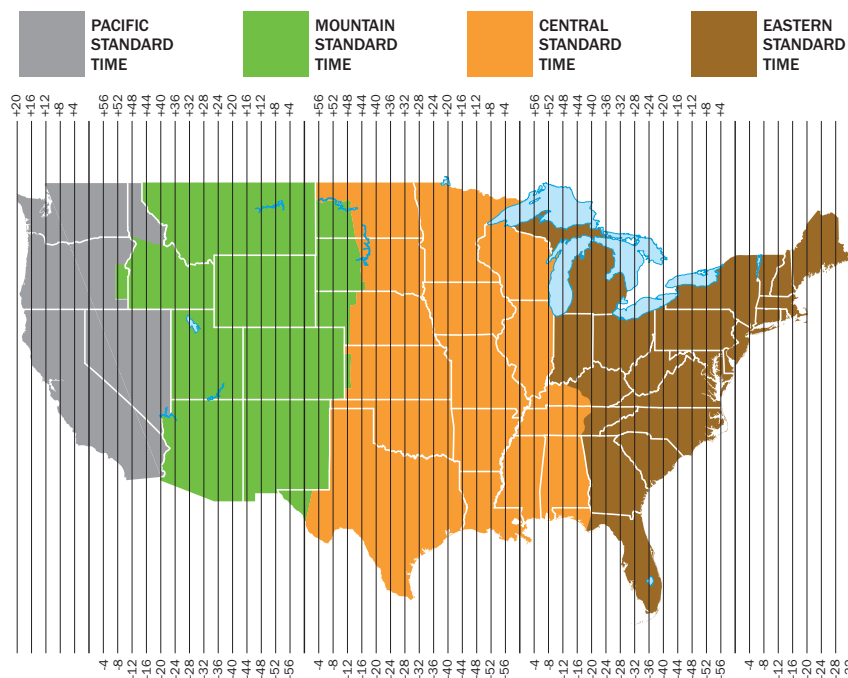 PACIFIC
STANDARD
TIME
MOUNTAIN
STANDARD
TIME
CENTRAL
STANDARD
TIME
EASTERN
STANDARD
TIME
+20 +16 +12 +8 +4 +56 +52 +48 +44 +40 +36 +32 +28 +24 +20 +16 +12 +8 +4 +56 +52 +48 +44 +40 +36 +32 +28 +24 +20 +16 +12 +8 +4 +56 +52 +48 +44 +40 +36 +32 +28 +24 +20 +16 +12 +8 +4
-4 -8 -12 -16 -20 -24 -28 -32 -36 -40 -44 -48 -52 -56 -4 -8 -12 -16 -20 -24 -28 -32 -36 -40 -44 -48 -52 -56 -4 -8 -12 -16 -20 -24 -28 -32 -36 -40 -44 -48 -52 -56 -4 -8 -12 -16 -20 -24 -28